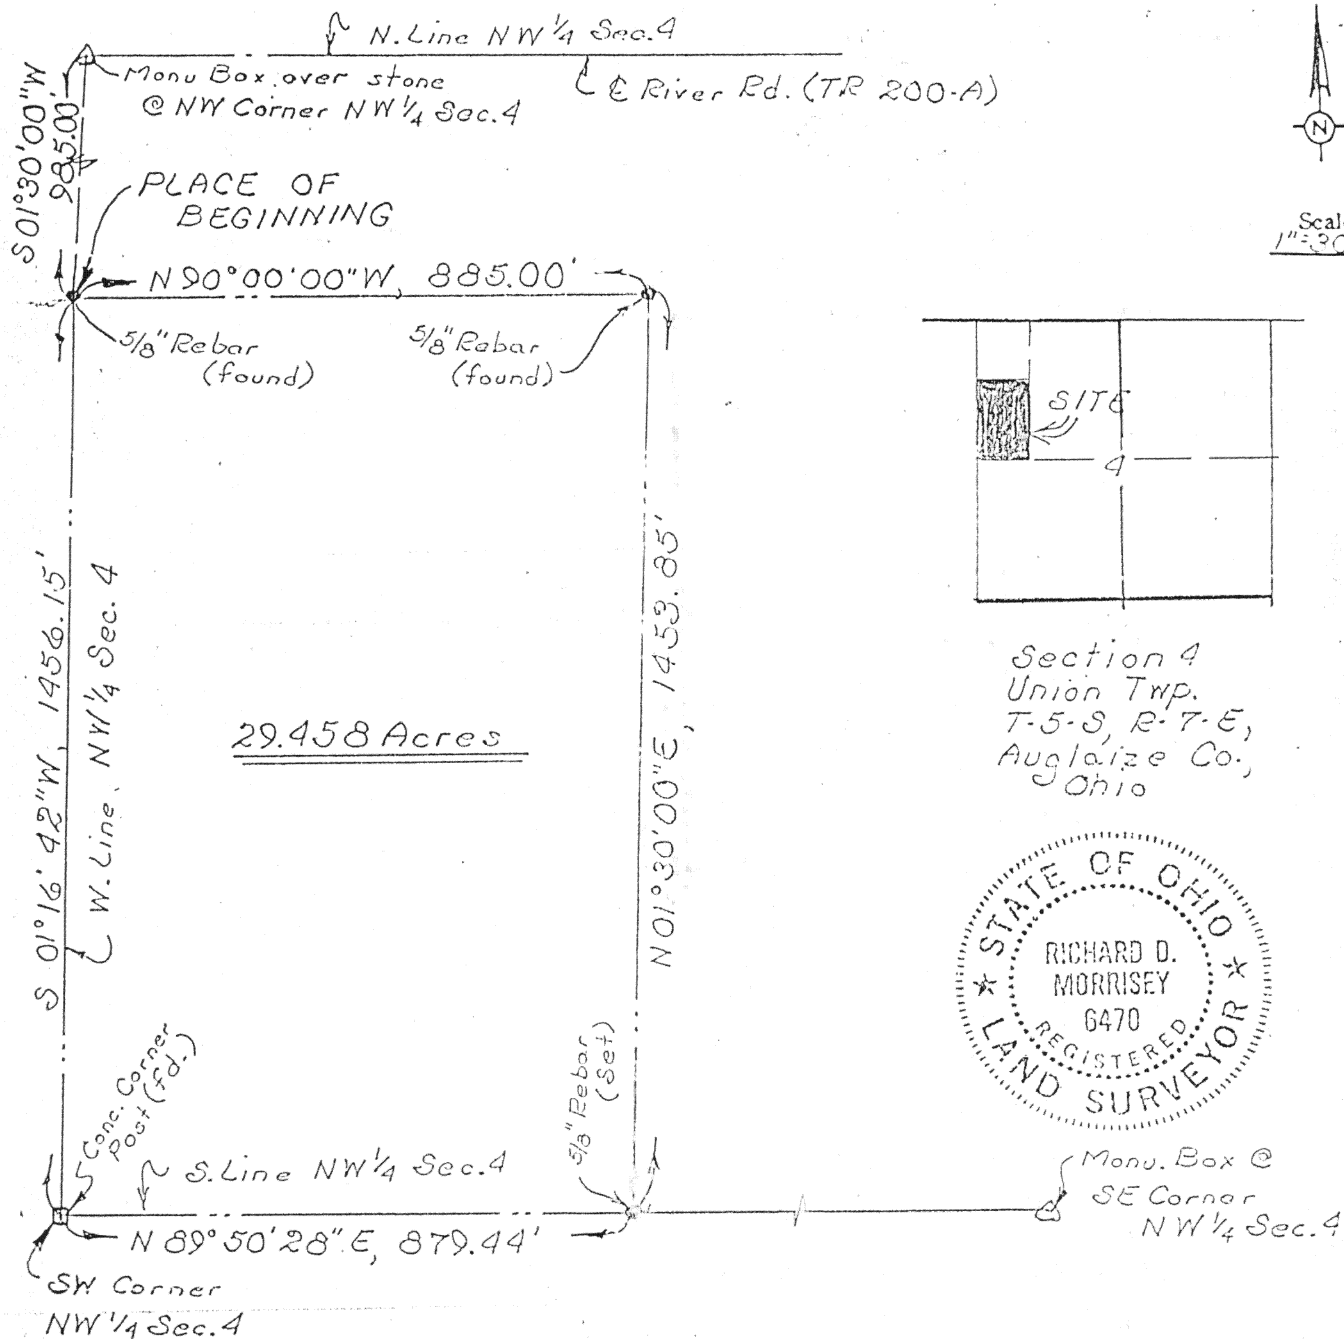 N. Line NW 1/4 Sec. 4
Monu Box over stone
@ NW Corner NW 1/4 Sec. 4
℄ River Rd. (TR 200-A)
S 01°30'00"W
985.00'
N
PLACE OF
BEGINNING
N 90°00'00"W, 885.00'
5/8" Rebar
(found)
5/8" Rebar
(found)
SITE
4
S 01°16'42"W, 1456.15'
W. Line, NW 1/4 Sec. 4
29.458 Acres
N 01°30'00"E, 1453.85'
Section 4
Union Twp.
T-5-S, R-7-E,
Auglaize Co.,
Ohio
STATE OF OHIO
RICHARD D.
MORRISEY
6470
REGISTERED
LAND SURVEYOR
Conc. Corner
Post (fd.)
S. Line NW 1/4 Sec. 4
5/8" Rebar
(Set)
N 89°50'28" E, 879.44'
SW Corner
NW 1/4 Sec. 4
Monu. Box @
SE Corner
NW 1/4 Sec. 4